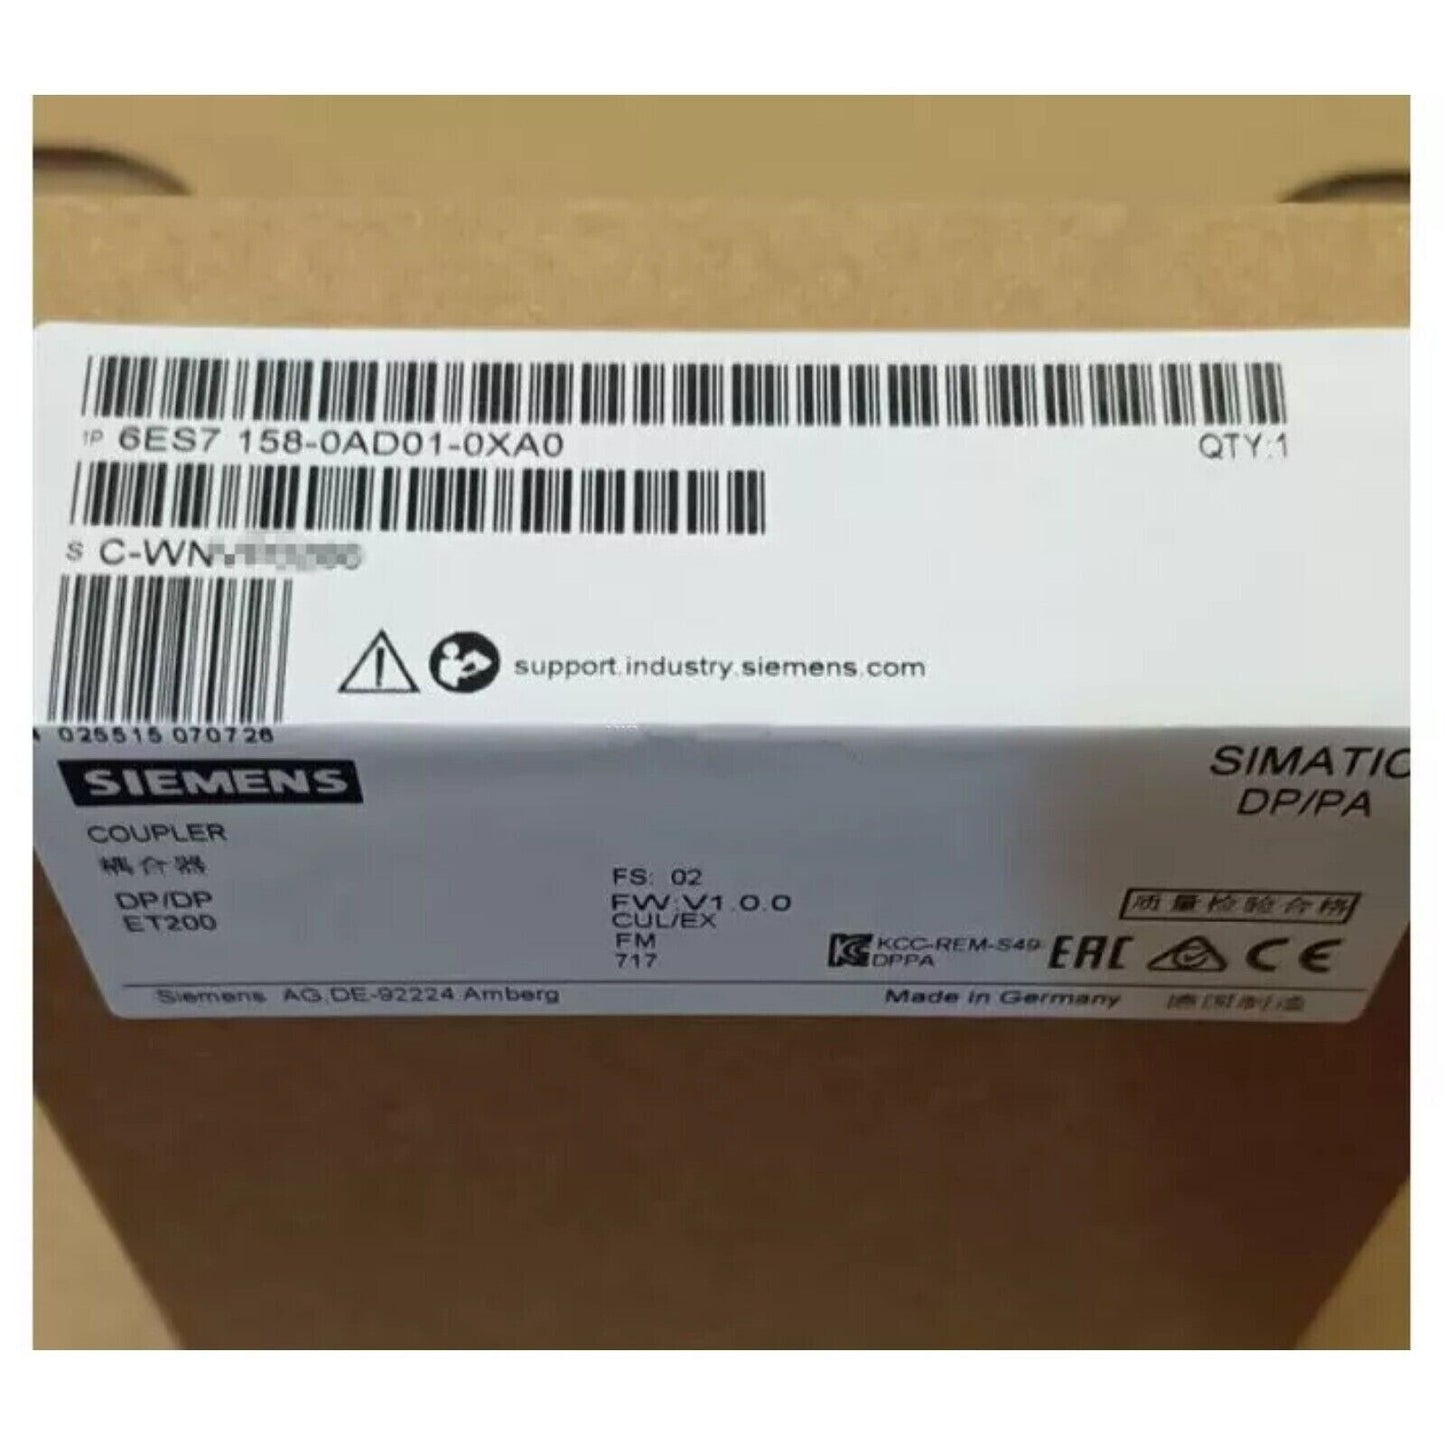 1P 6ES7 158-0AD01-0XA0 QTY:1
S C-WN
support.industry.siemens.com
025515 070726
SIEMENS
SIMATIC
DP/PA
COUPLER
耦合器
DP/DP
ET200
FS: 02
FW:V1.0.0
CUL/EX
FM
717
质量检验合格
KCC-REM-S49
DPPA
EAC CE
Siemens AG,DE-92224 Amberg
Made in Germany 德国制造